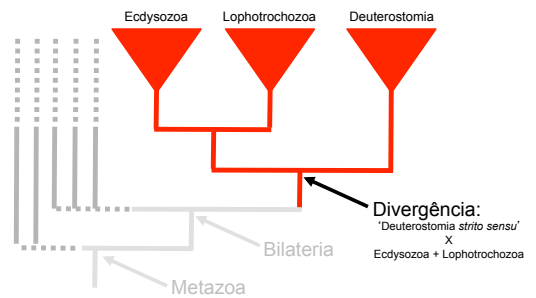 Ecdysozoa Lophotrochozoa Deuterostomia
Divergência:
'Deuterostomia strito sensu'
X
Ecdysozoa + Lophotrochozoa
Bilateria
Metazoa